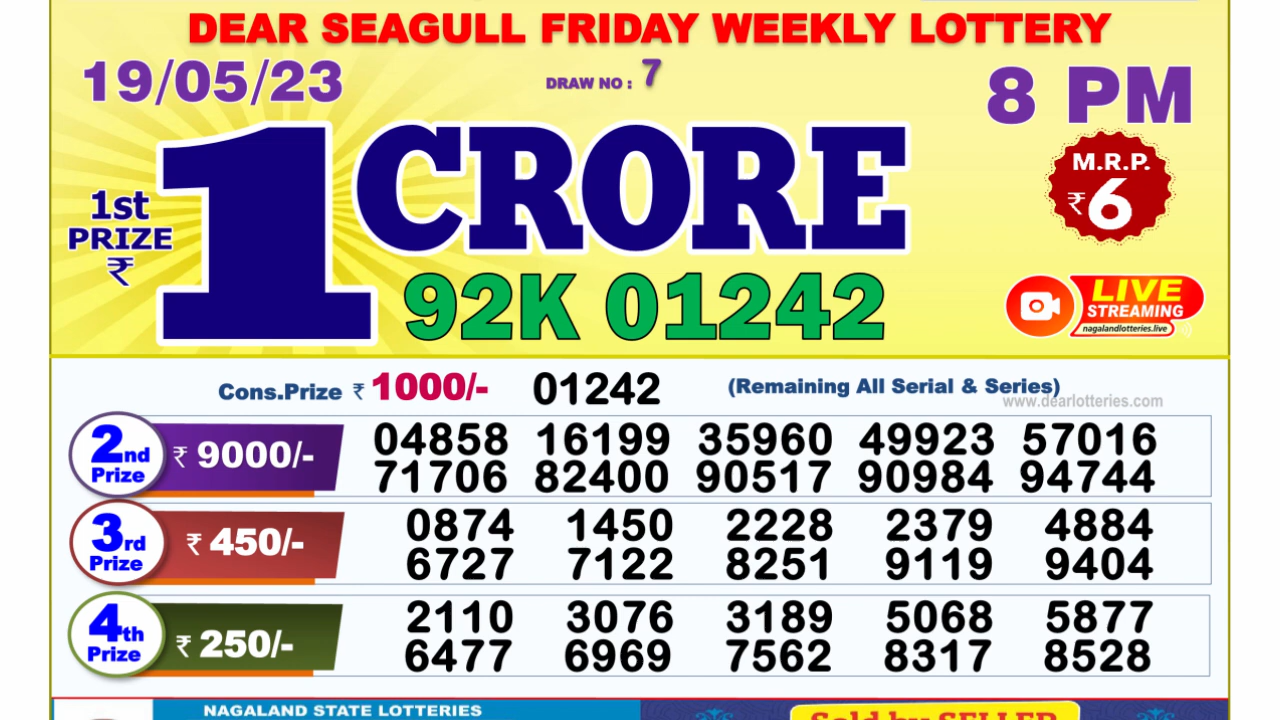 DEAR SEAGULL FRIDAY WEEKLY LOTTERY
19/05/23
DRAW NO : 7
8 PM
1st
PRIZE
₹
1 CRORE
M.R.P.
₹ 6
92K 01242
LIVE
STREAMING
nagalandlotteries.live
Cons.Prize ₹ 1000/- 01242 (Remaining All Serial & Series)
www.dearlotteries.com
2nd Prize ₹ 9000/-
04858 16199 35960 49923 57016
71706 82400 90517 90984 94744
3rd Prize ₹ 450/-
0874 1450 2228 2379 4884
6727 7122 8251 9119 9404
4th Prize ₹ 250/-
2110 3076 3189 5068 5877
6477 6969 7562 8317 8528
NAGALAND STATE LOTTERIES
Sold by SELLER